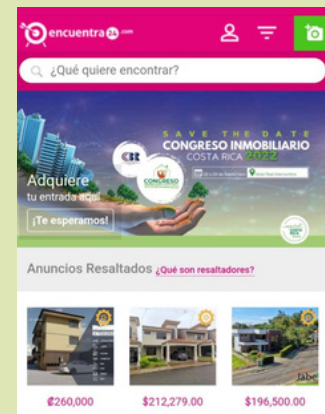 encuentra24.com
¿Qué quiere encontrar?
SAVE THE DATE
CONGRESO INMOBILIARIO
COSTA RICA 2022
CONGRESO
Adquiere
tu entrada aquí
¡Te esperamos!
Anuncios Resaltados ¿Qué son resaltadores?
₡260,000
$212,279.00
$196,500.00